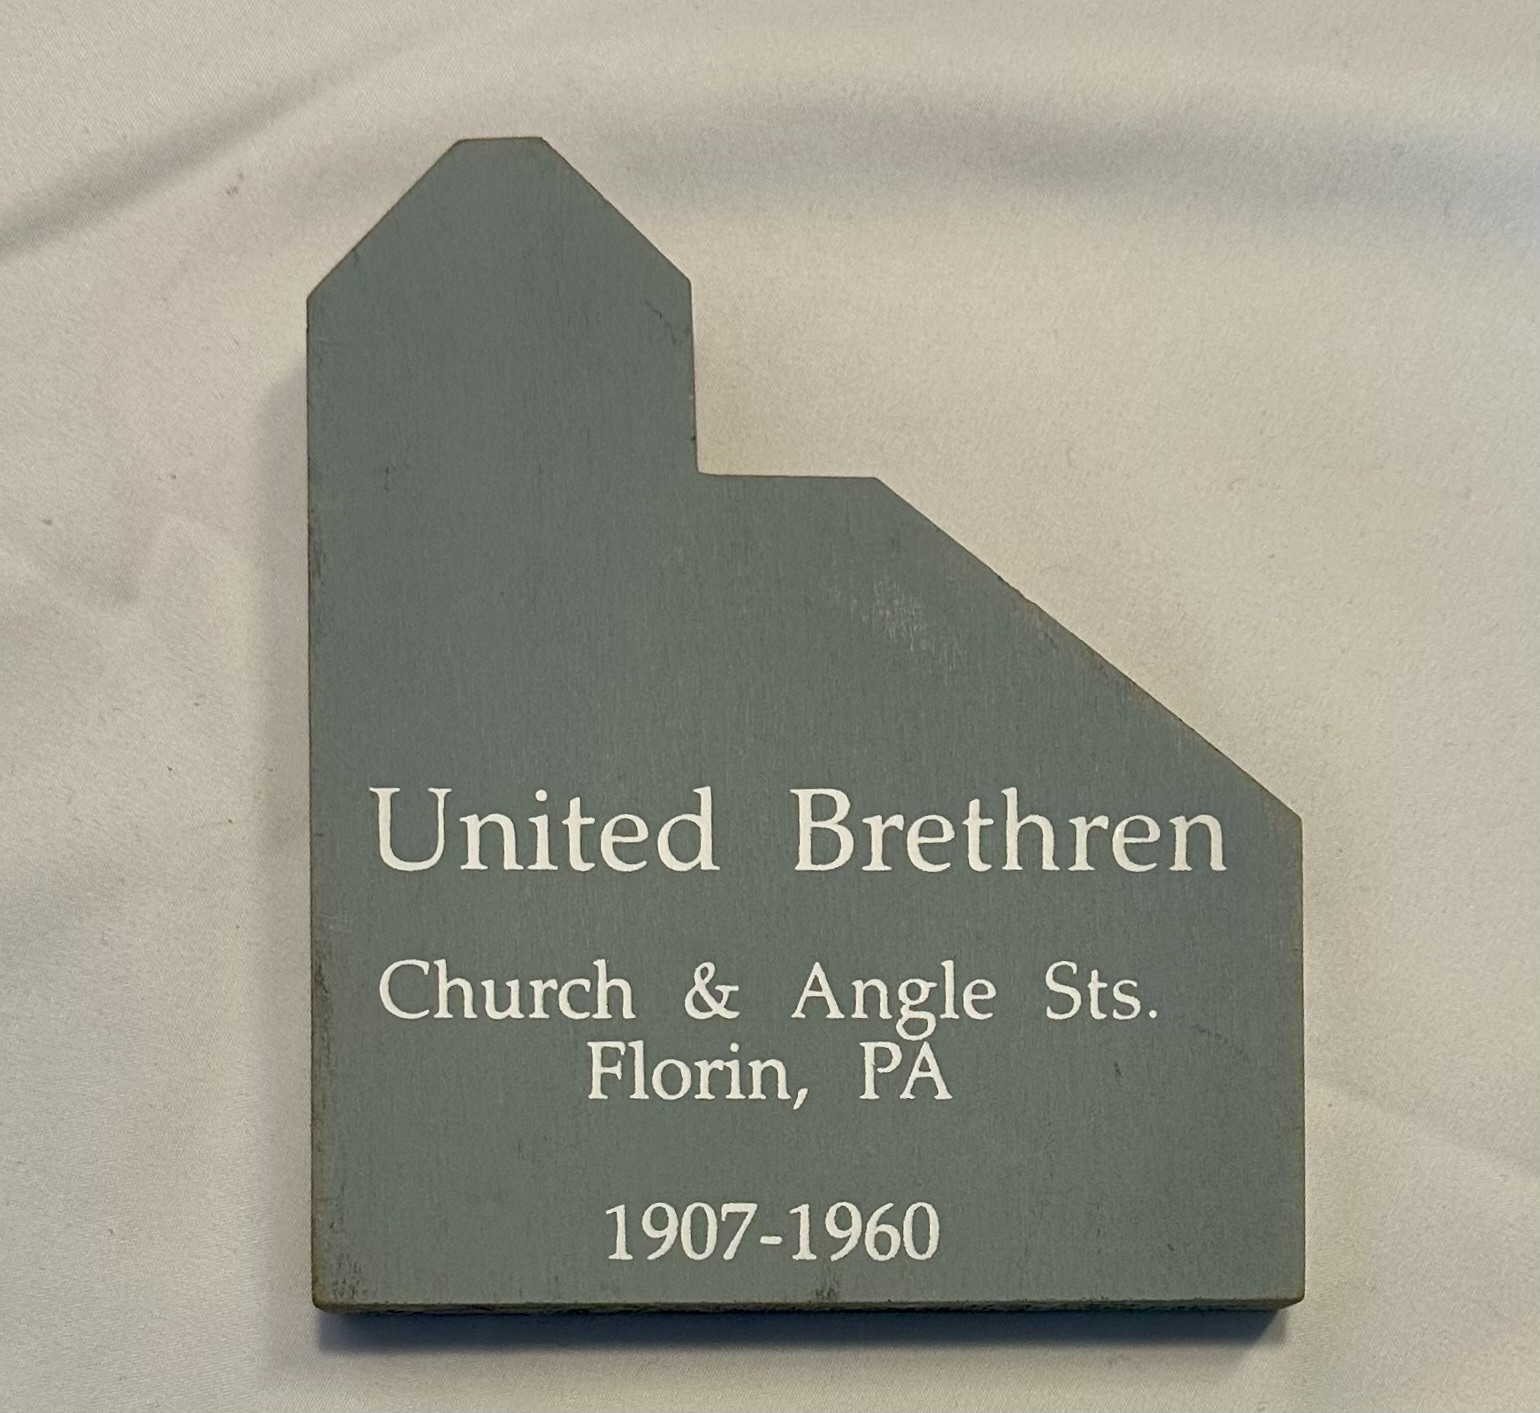 United Brethren
Church & Angle Sts.
Florin, PA
1907-1960